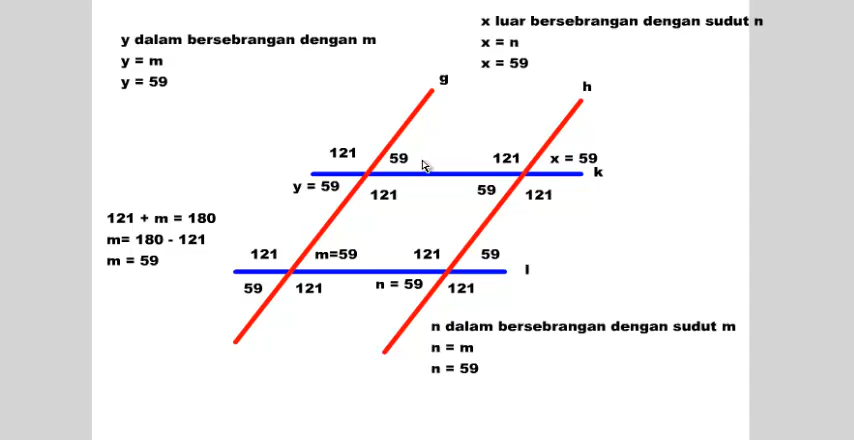 x luar bersebrangan dengan sudut n
x = n
x = 59
y dalam bersebrangan dengan m
y = m
y = 59
g
h
121
59
121
x = 59
k
y = 59
121
59
121
121 + m = 180
m= 180 - 121
m = 59
121
m=59
121
59
l
59
121
n = 59
121
n dalam bersebrangan dengan sudut m
n = m
n = 59